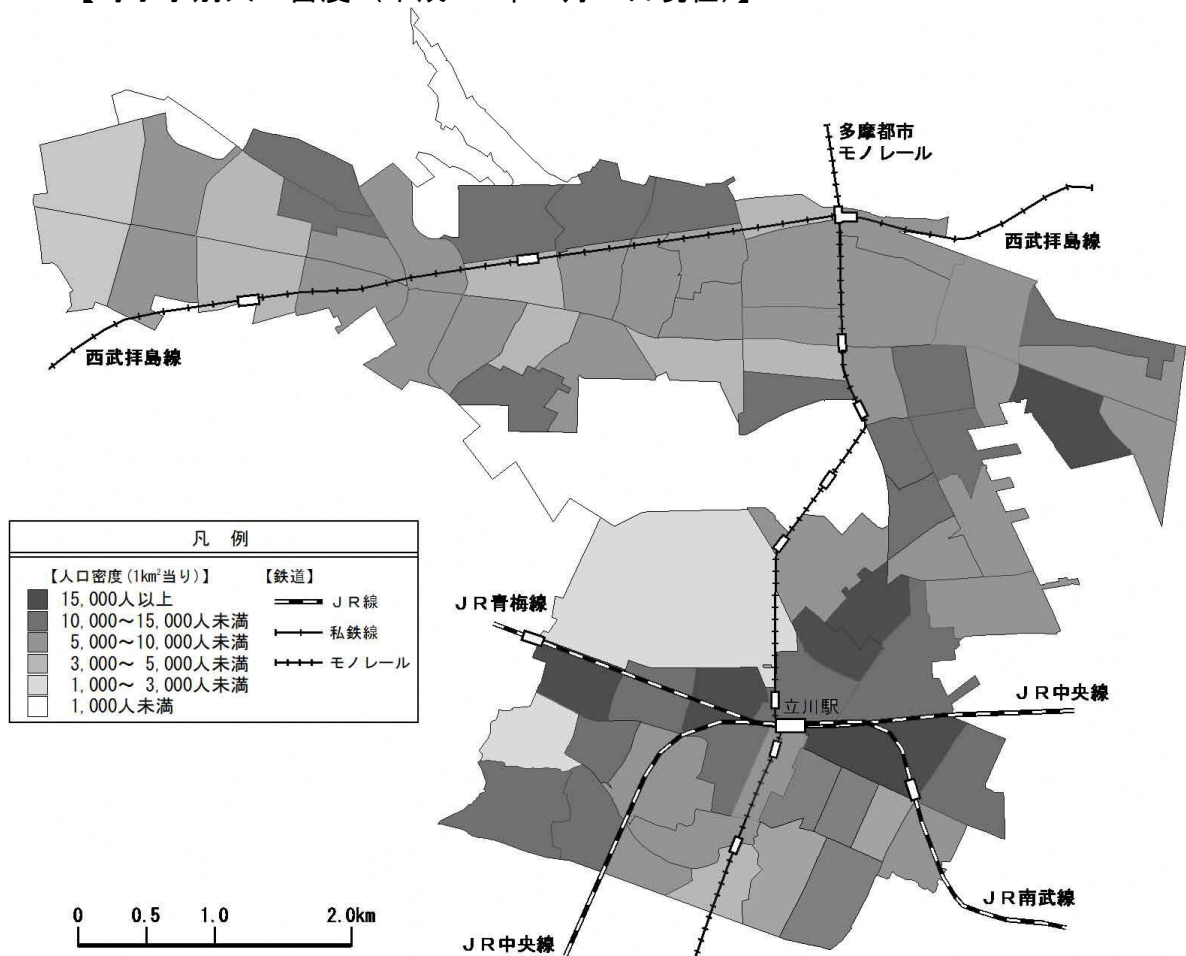 多摩都市
モノレール
西武拝島線
西武拝島線
凡 例
【人口密度(1km²当り)】
15,000人以上
10,000～15,000人未満
5,000～10,000人未満
3,000～ 5,000人未満
1,000～ 3,000人未満
1,000人未満
【鉄道】
ＪＲ線
私鉄線
モノレール
ＪＲ青梅線
立川駅
ＪＲ中央線
ＪＲ南武線
ＪＲ中央線
0 0.5 1.0 2.0km